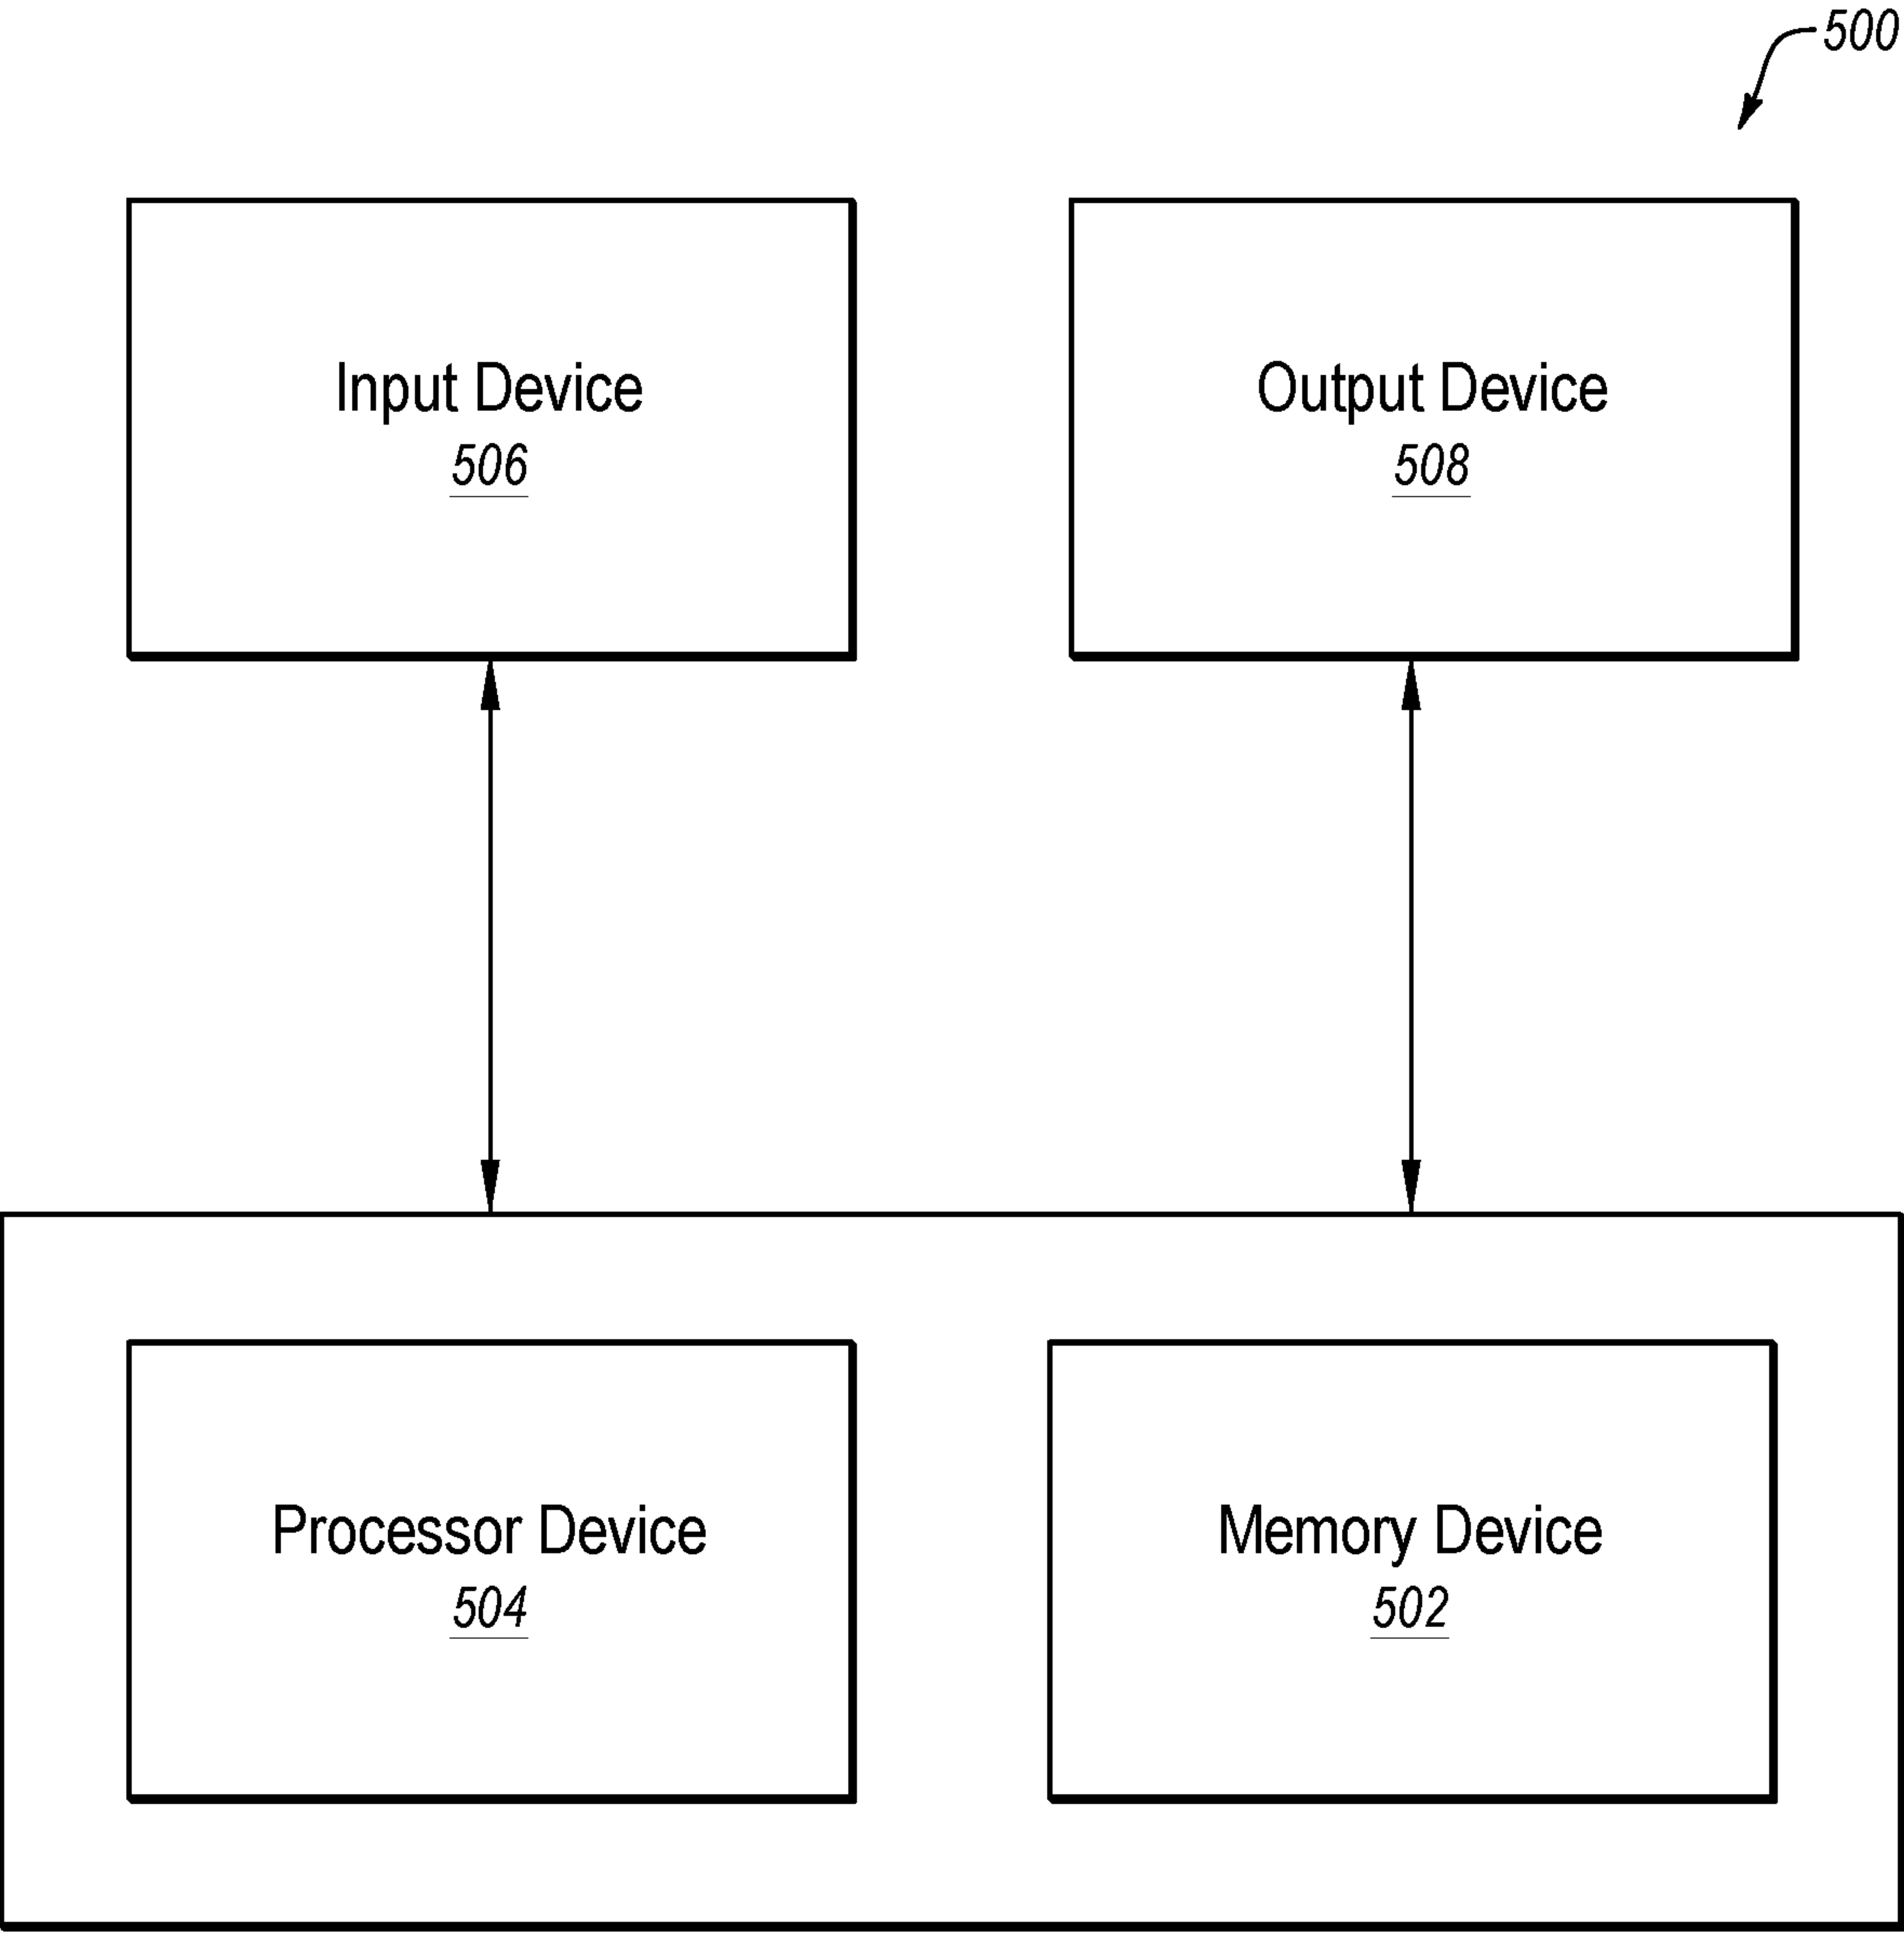 500
Input Device
506
Output Device
508
Processor Device
504
Memory Device
502